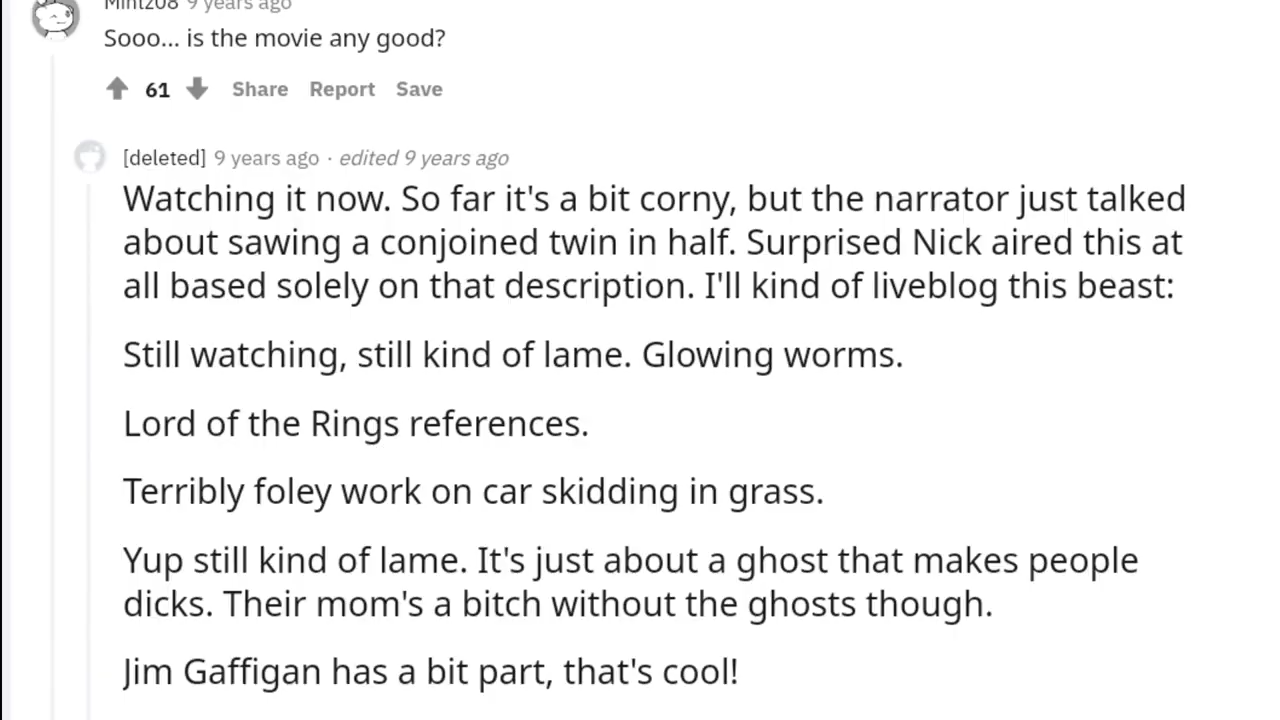 Mintz08 9 years ago
Sooo... is the movie any good?
61 Share Report Save
[deleted] 9 years ago · edited 9 years ago
Watching it now. So far it's a bit corny, but the narrator just talked
about sawing a conjoined twin in half. Surprised Nick aired this at
all based solely on that description. I'll kind of liveblog this beast:
Still watching, still kind of lame. Glowing worms.
Lord of the Rings references.
Terribly foley work on car skidding in grass.
Yup still kind of lame. It's just about a ghost that makes people
dicks. Their mom's a bitch without the ghosts though.
Jim Gaffigan has a bit part, that's cool!